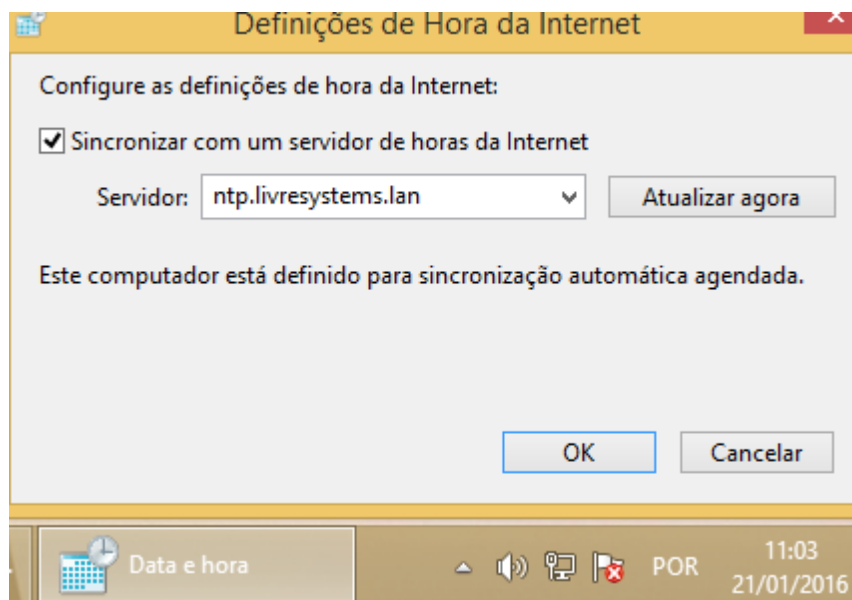 Definições de Hora da Internet
Configure as definições de hora da Internet:
Sincronizar com um servidor de horas da Internet
Servidor: ntp.livresystems.lan Atualizar agora
Este computador está definido para sincronização automática agendada.
OK Cancelar
Data e hora POR 11:03
21/01/2016